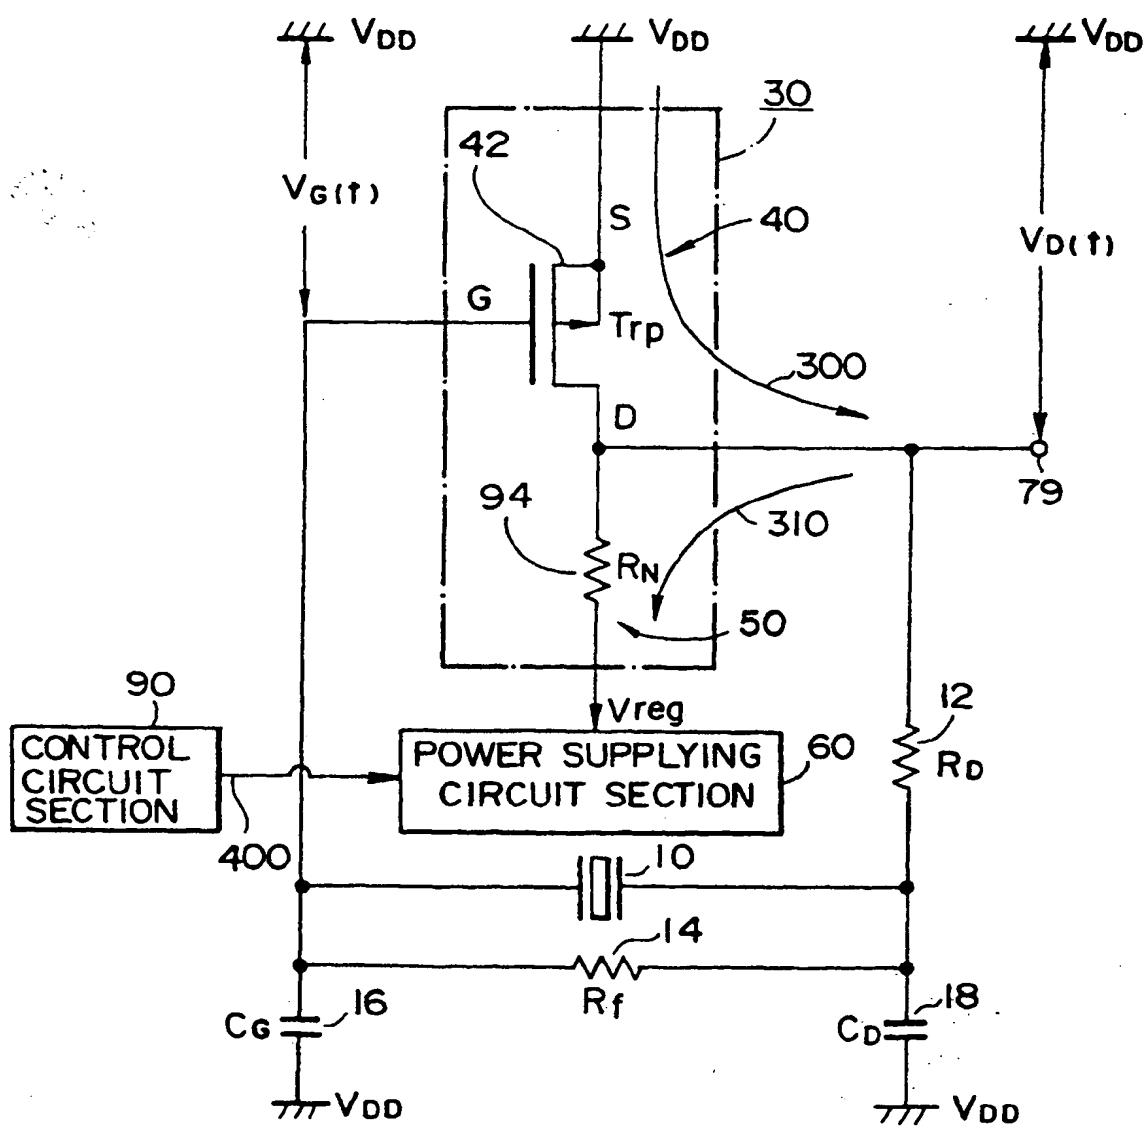 VDD
VDD
VDD
30
42
VG(t)
S
40
VD(t)
G
Trp
300
D
94
79
310
RN
50
90
12
Vreg
CONTROL
CIRCUIT
SECTION
POWER SUPPLYING
CIRCUIT SECTION
60
RD
400
10
14
Rf
16
18
CG
CD
VDD
VDD